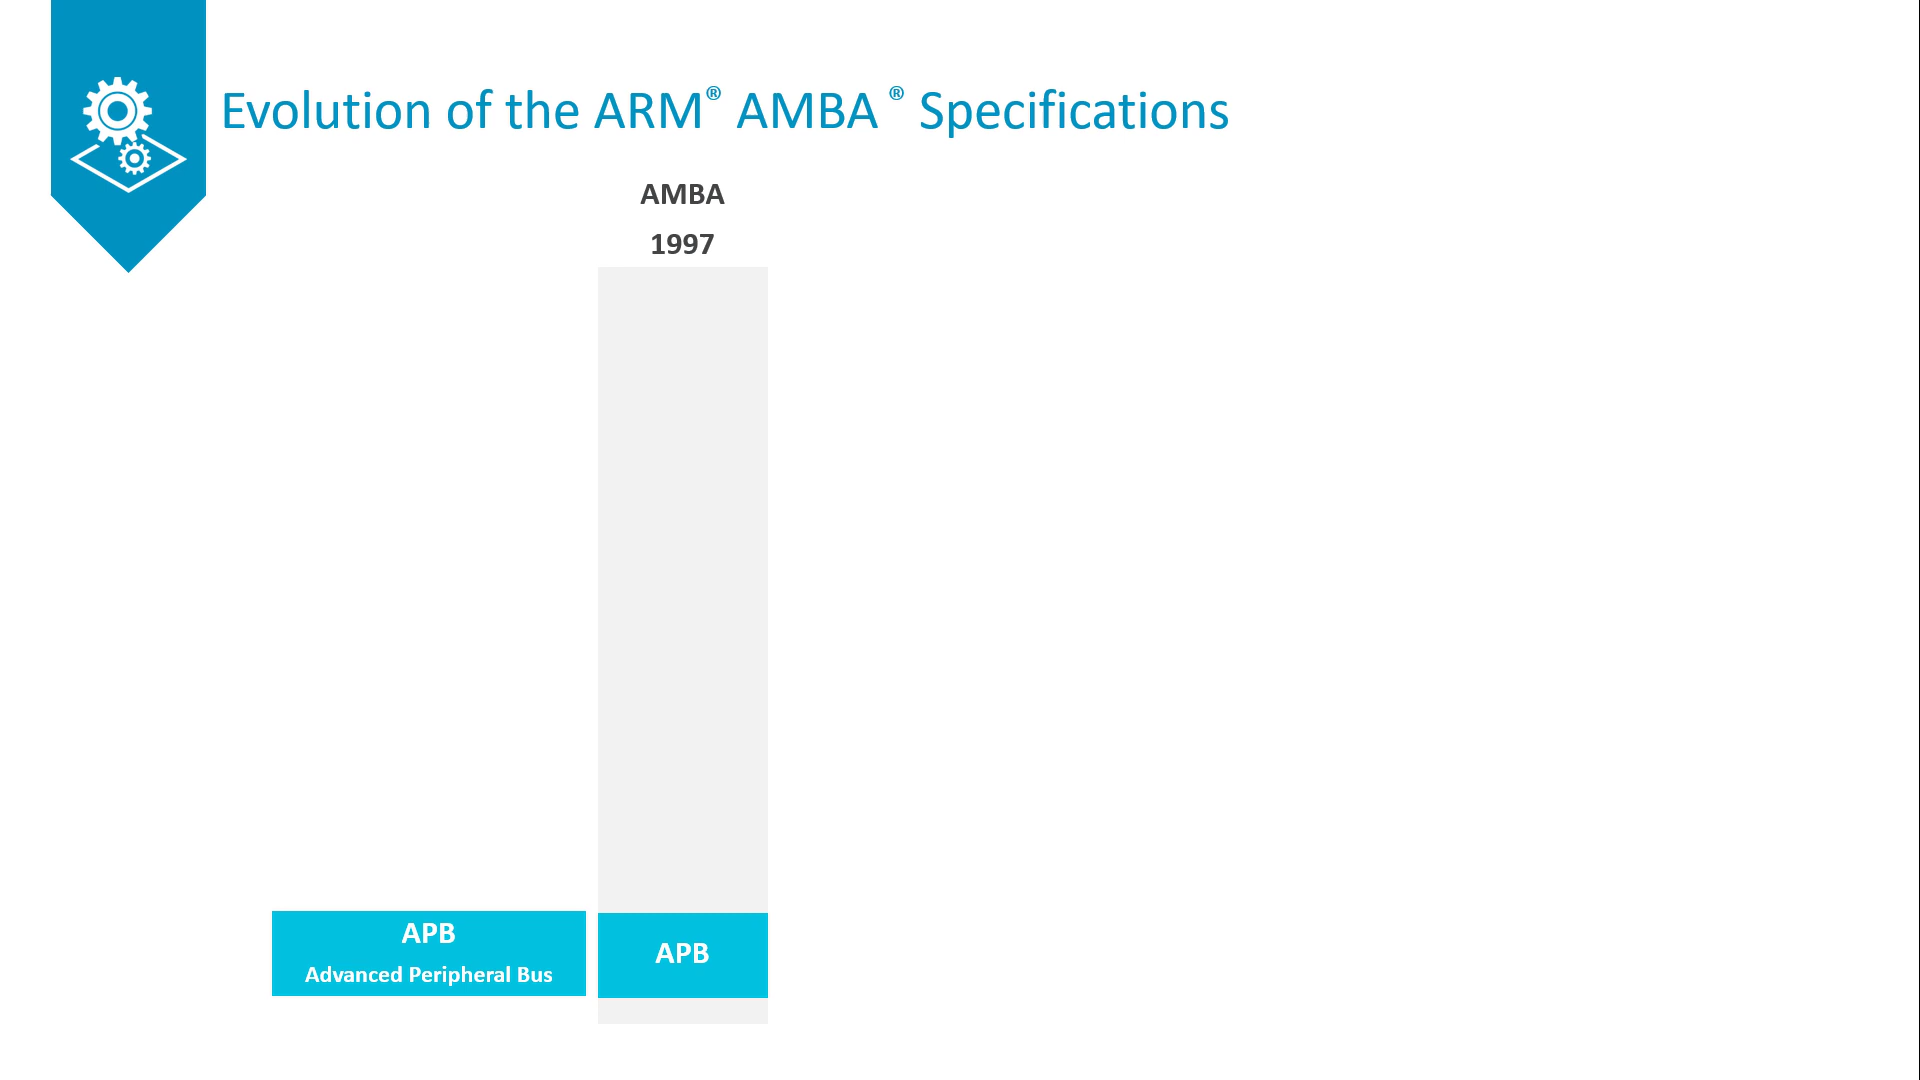 Evolution of the ARM® AMBA ® Specifications
AMBA
1997
APB
Advanced Peripheral Bus
APB